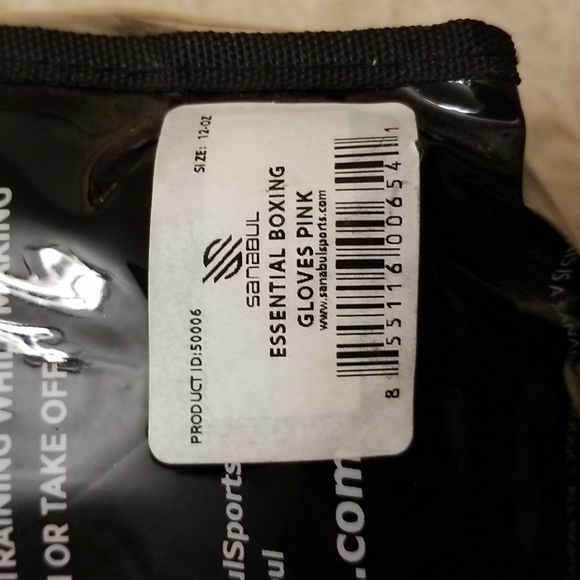 PRODUCT ID:50006
SIZE: 12-OZ
SANABUL
ESSENTIAL BOXING
GLOVES PINK
www.sanabulsports.com
8 55116 00654 1
TRAINING WHILE MAKING
OR TAKE OFF
ulSports
.com